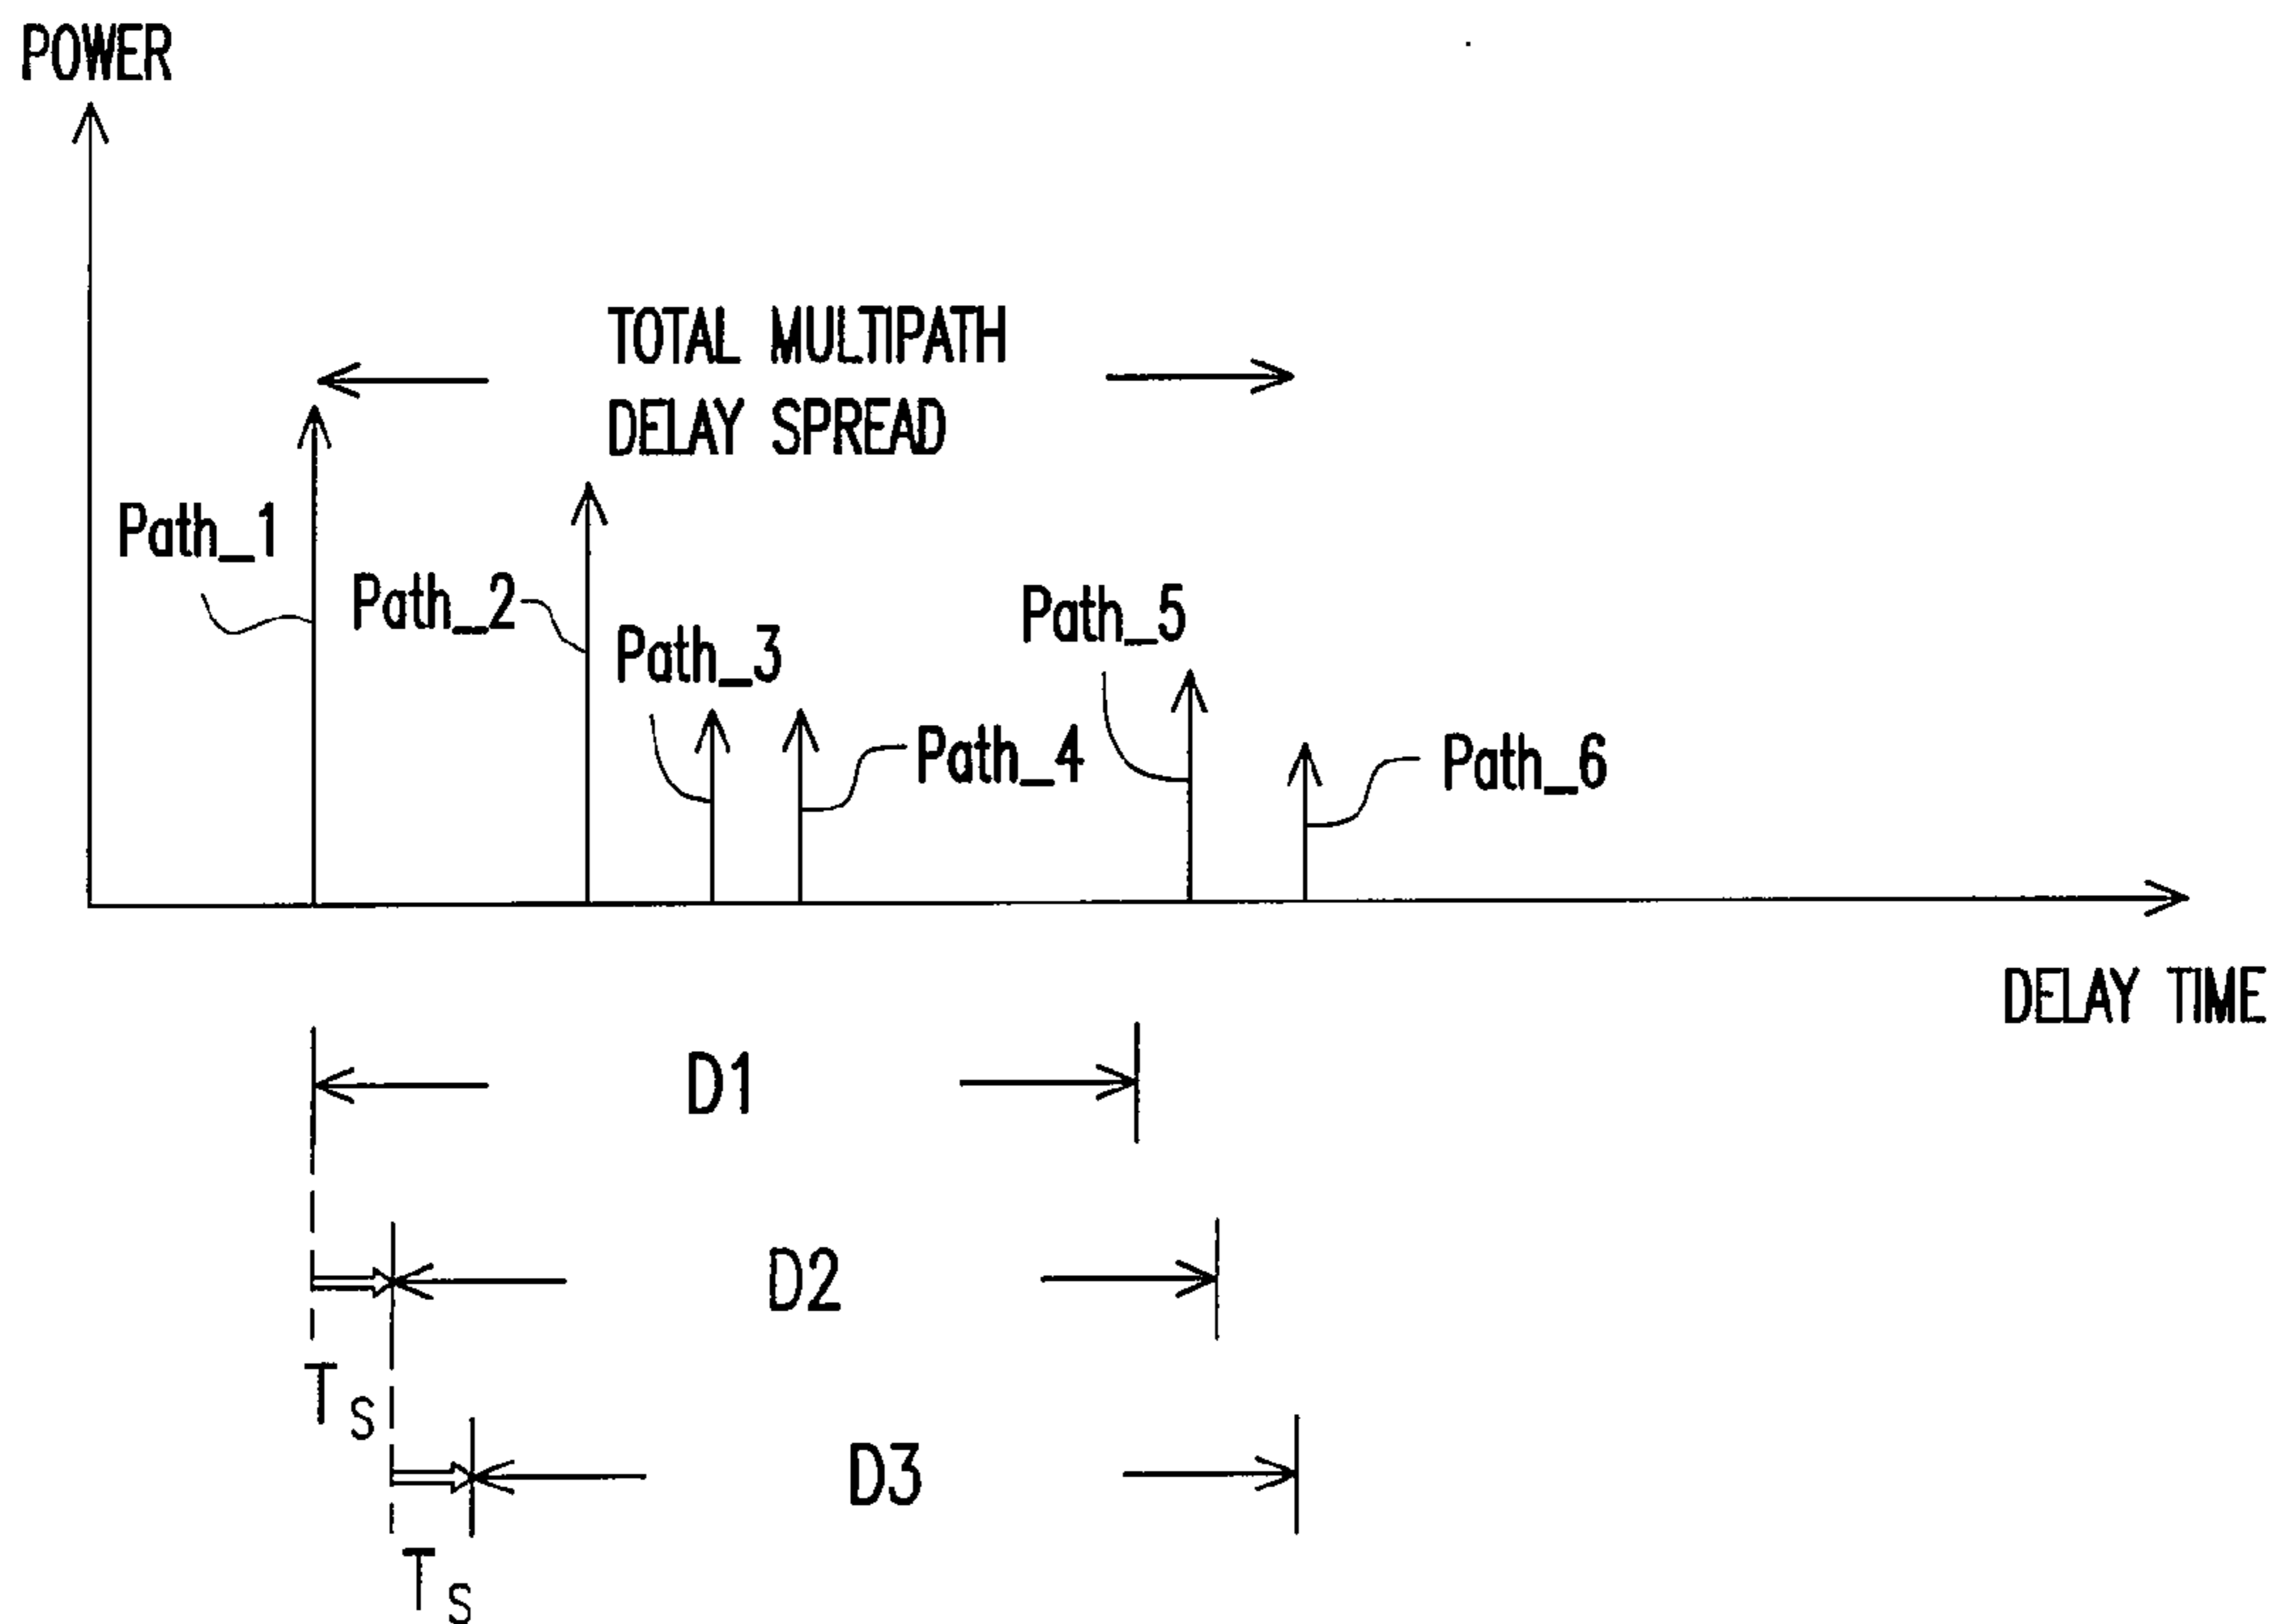 POWER
TOTAL MULTIPATH
DELAY SPREAD
Path_1
Path_2
Path_3
Path_4
Path_5
Path_6
DELAY TIME
D1
D2
TS
D3
TS